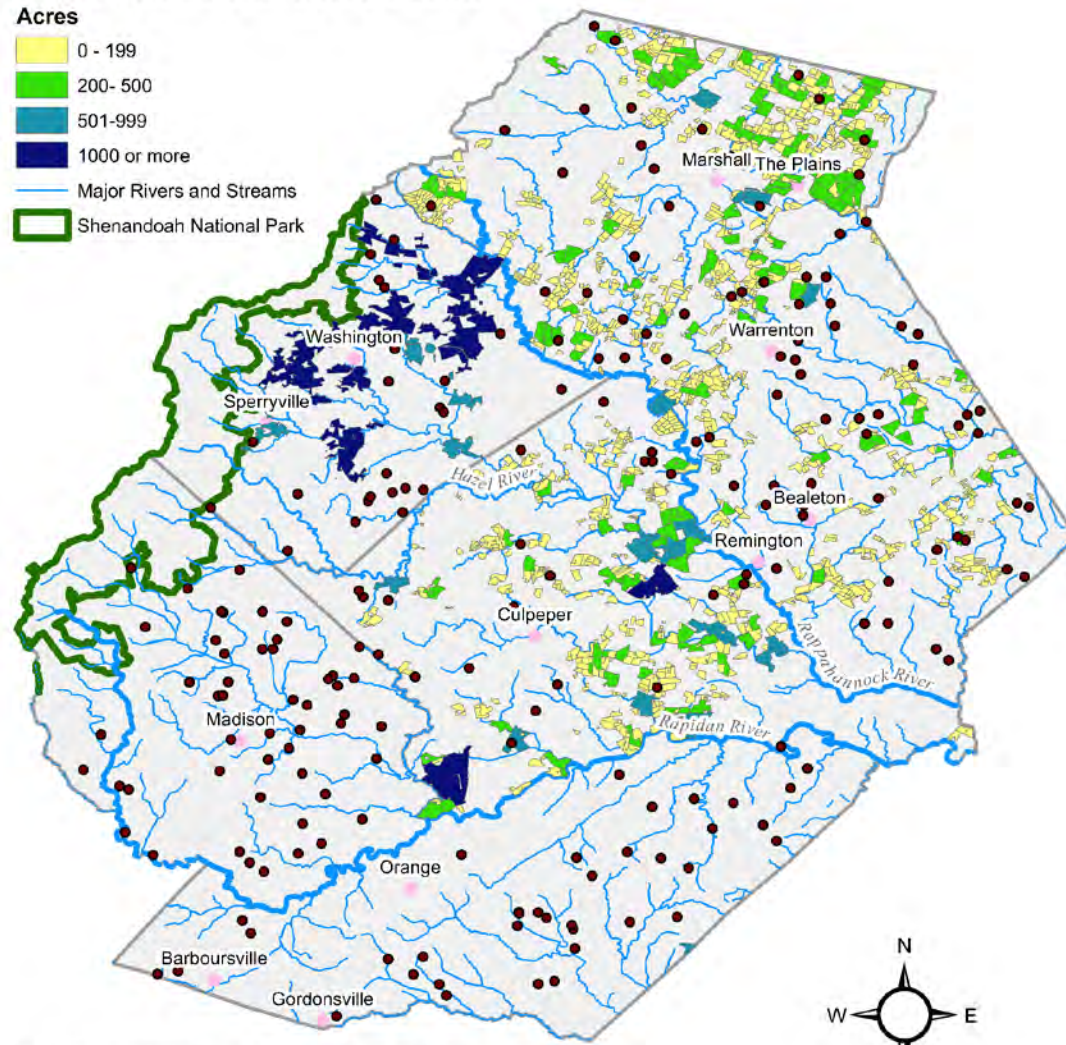 Acres
0 - 199
200- 500
501-999
1000 or more
Major Rivers and Streams
Shenandoah National Park
Marshall
The Plains
Warrenton
Washington
Sperryville
Hazel River
Bealeton
Remington
Culpeper
Rappahannock River
Rapidan River
Madison
Orange
Barboursville
Gordonsville
N
W
E